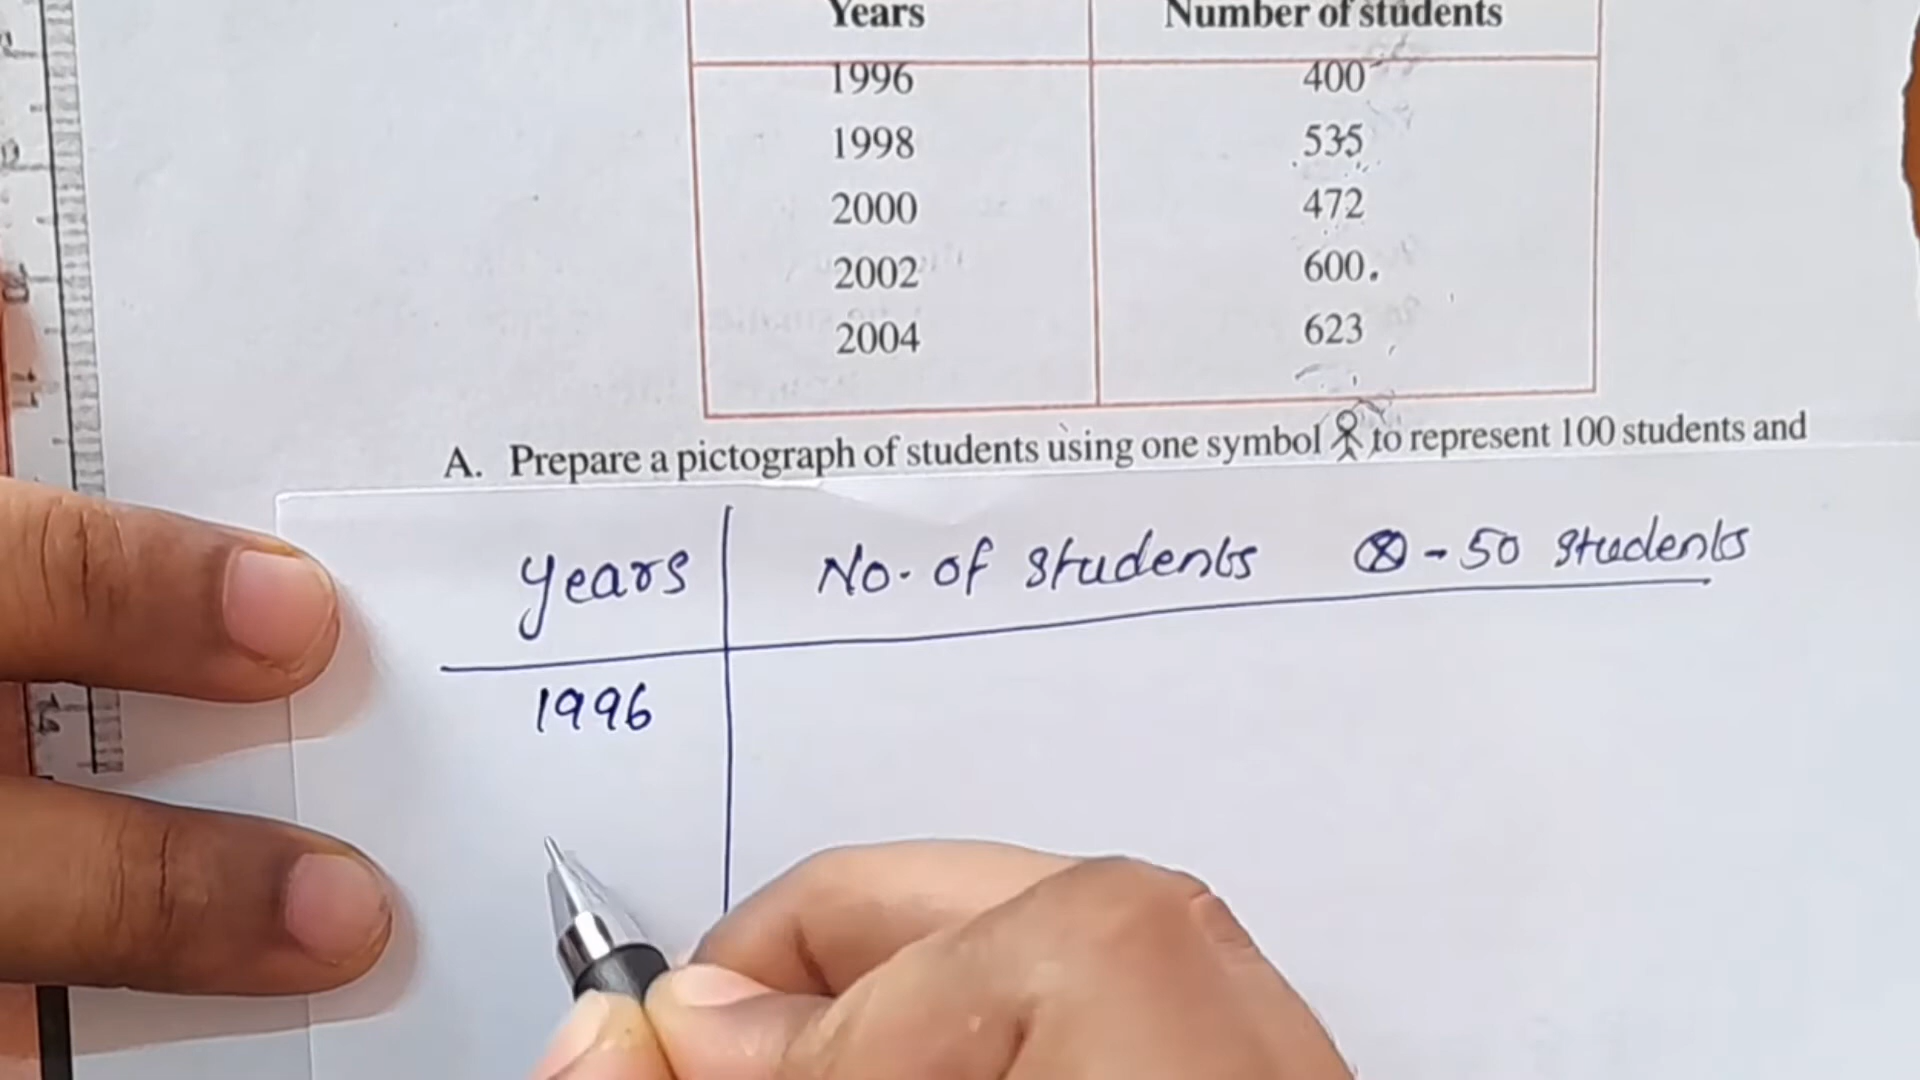 Years Number of students
1996 400
1998 535
2000 472
2002 600
2004 623
A. Prepare a pictograph of students using one symbol to represent 100 students and
Years No. of students ⊗ - 50 students
1996